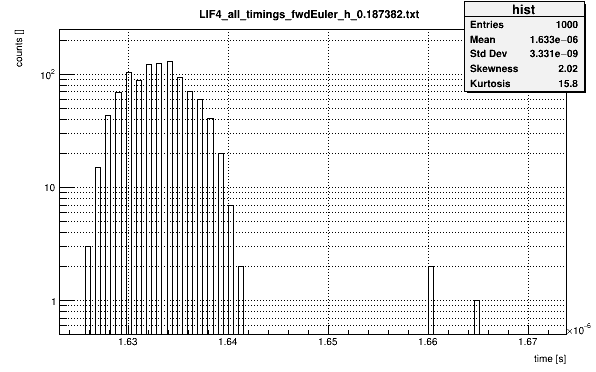 LIF4_all_timings_fwdEuler_h_0.187382.txt
hist
Entries 1000
Mean 1.633e−06
Std Dev 3.331e−09
Skewness 2.02
Kurtosis 15.8
counts []
10²
10
1
1.63 1.64 1.65 1.66 1.67
×10⁻⁶
time [s]